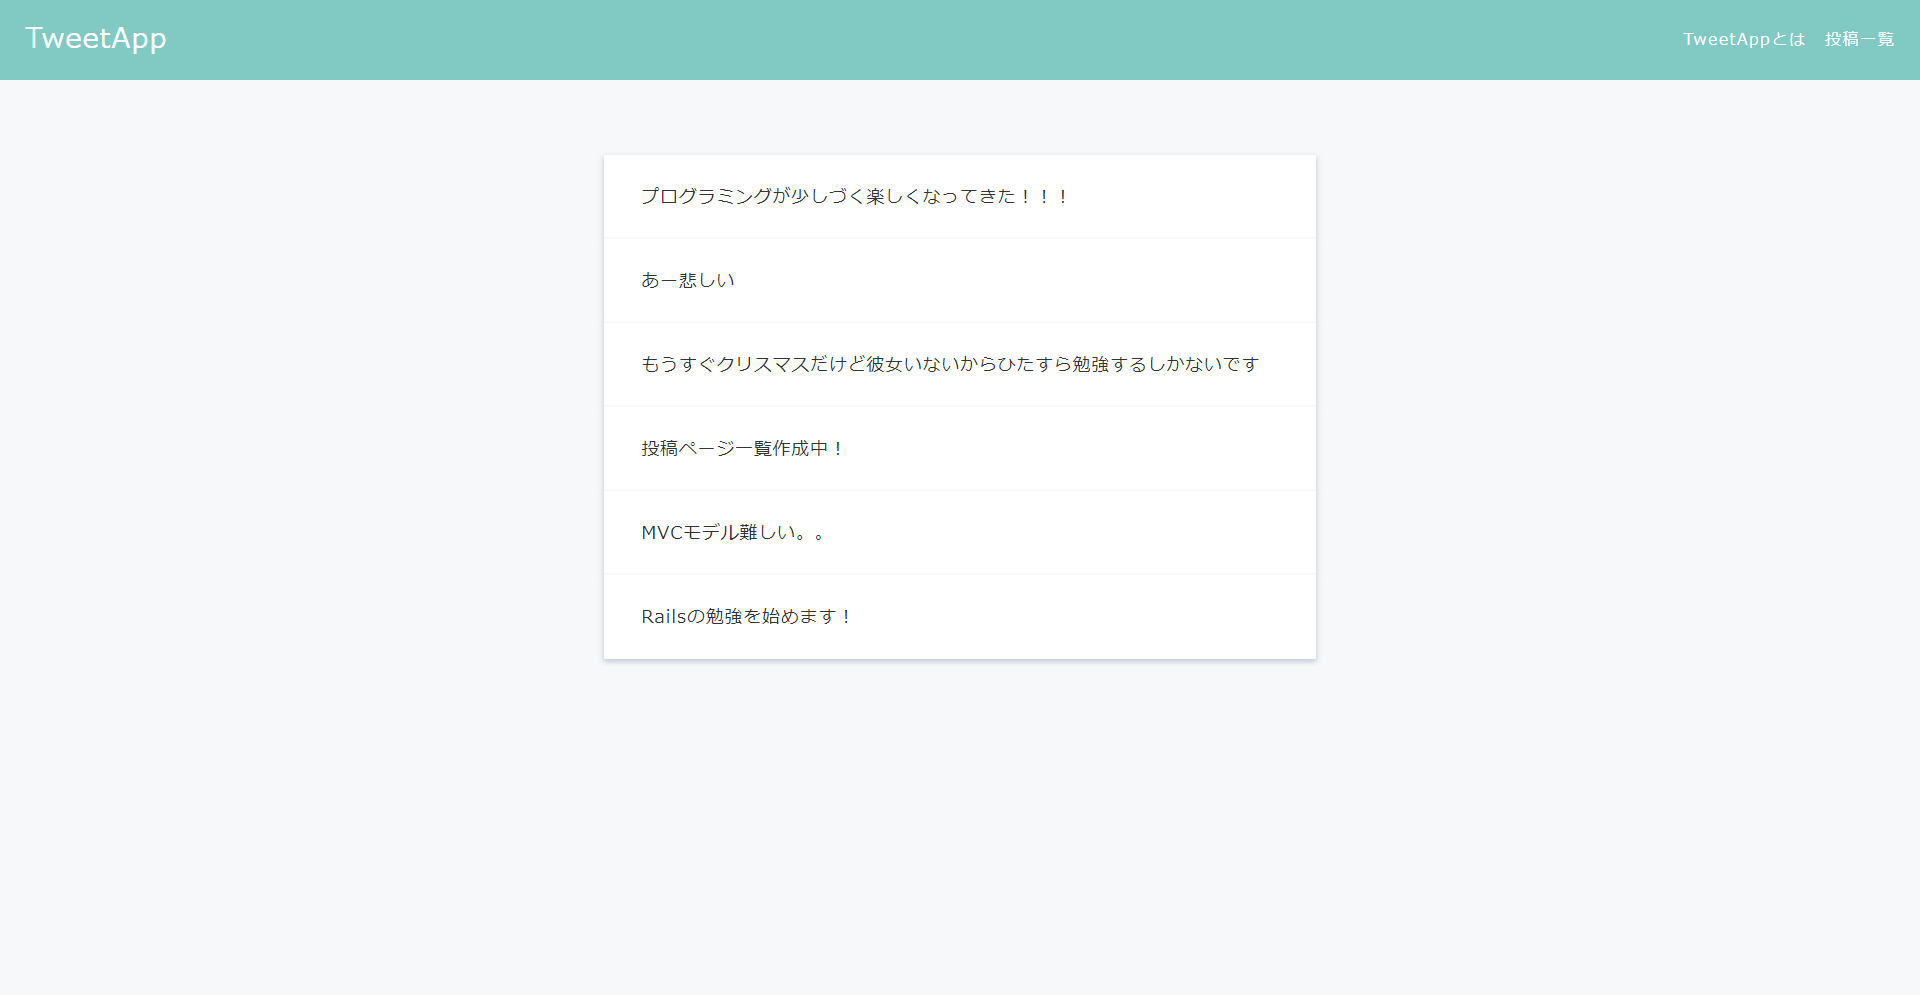 TweetApp
TweetAppとは 投稿一覧
プログラミングが少しづく楽しくなってきた！！！
あー悲しい
もうすぐクリスマスだけど彼女いないからひたすら勉強するしかないです
投稿ページ一覧作成中！
MVCモデル難しい。。
Railsの勉強を始めます！